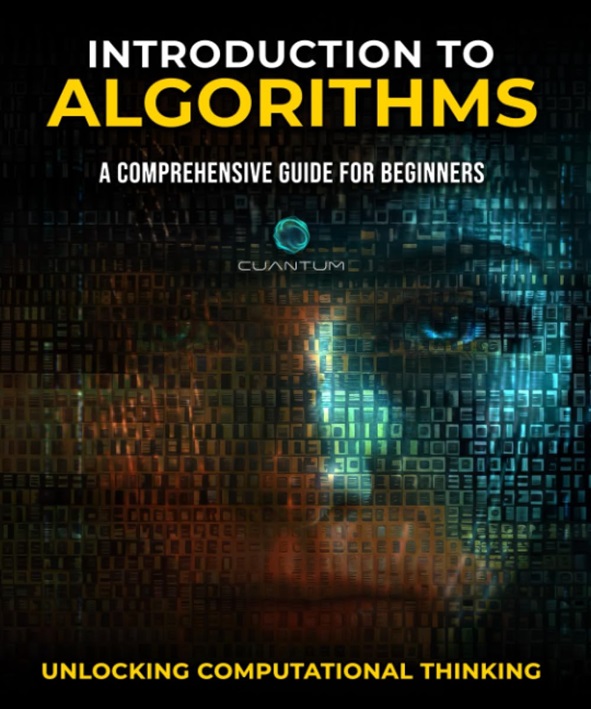 INTRODUCTION TO
ALGORITHMS
A COMPREHENSIVE GUIDE FOR BEGINNERS
CUANTUM
UNLOCKING COMPUTATIONAL THINKING